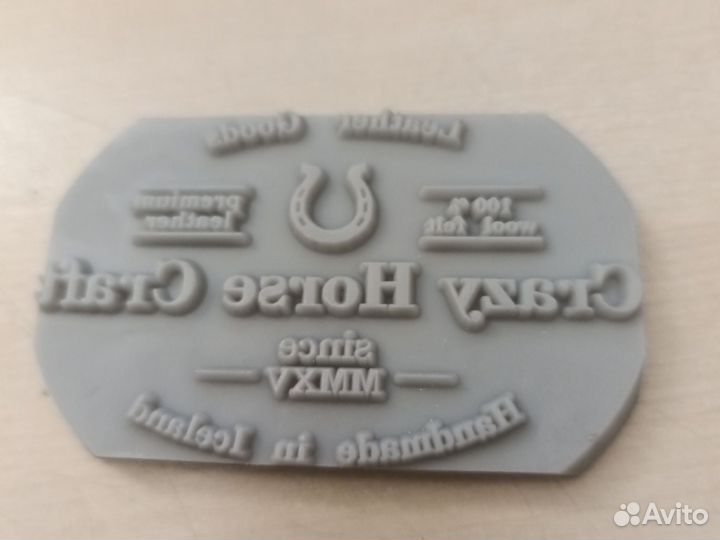 Leather Goods
100 % wool felt
premium leather
Crazy Horse Craft
since
MMXV
Handmade in Iceland
Avito